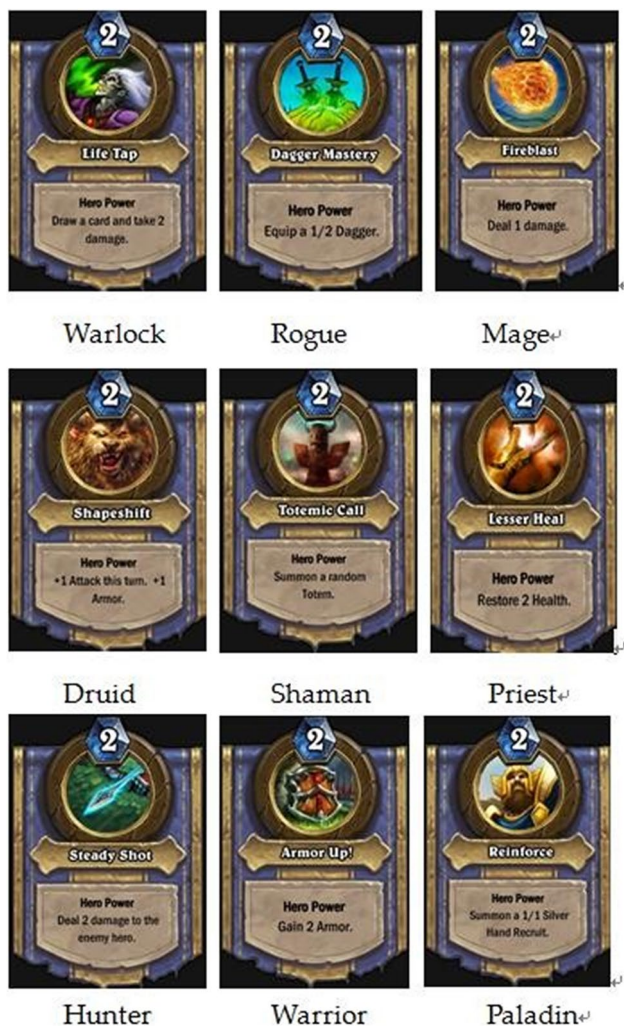 2
Life Tap
Hero Power
Draw a card and take 2
damage.
Warlock
2
Dagger Mastery
Hero Power
Equip a 1/2 Dagger.
Rogue
2
Fireblast
Hero Power
Deal 1 damage.
Mage
2
Shapeshift
Hero Power
+1 Attack this turn. +1
Armor.
Druid
2
Totemic Call
Hero Power
Summon a random
Totem.
Shaman
2
Lesser Heal
Hero Power
Restore 2 Health.
Priest
2
Steady Shot
Hero Power
Deal 2 damage to the
enemy hero.
Hunter
2
Armor Up!
Hero Power
Gain 2 Armor.
Warrior
2
Reinforce
Hero Power
Summon a 1/1 Silver
Hand Recruit.
Paladin